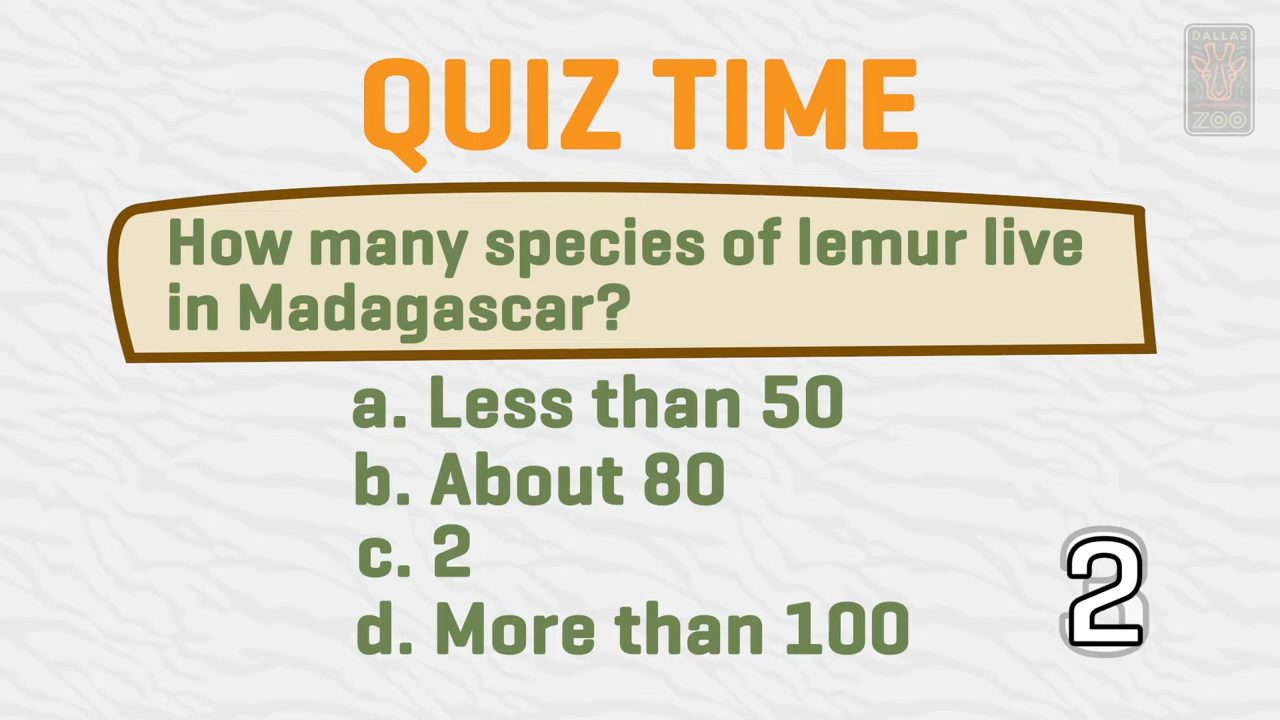 DALLAS
ZOO
QUIZ TIME
How many species of lemur live
in Madagascar?
a. Less than 50
b. About 80
c. 2
d. More than 100
2